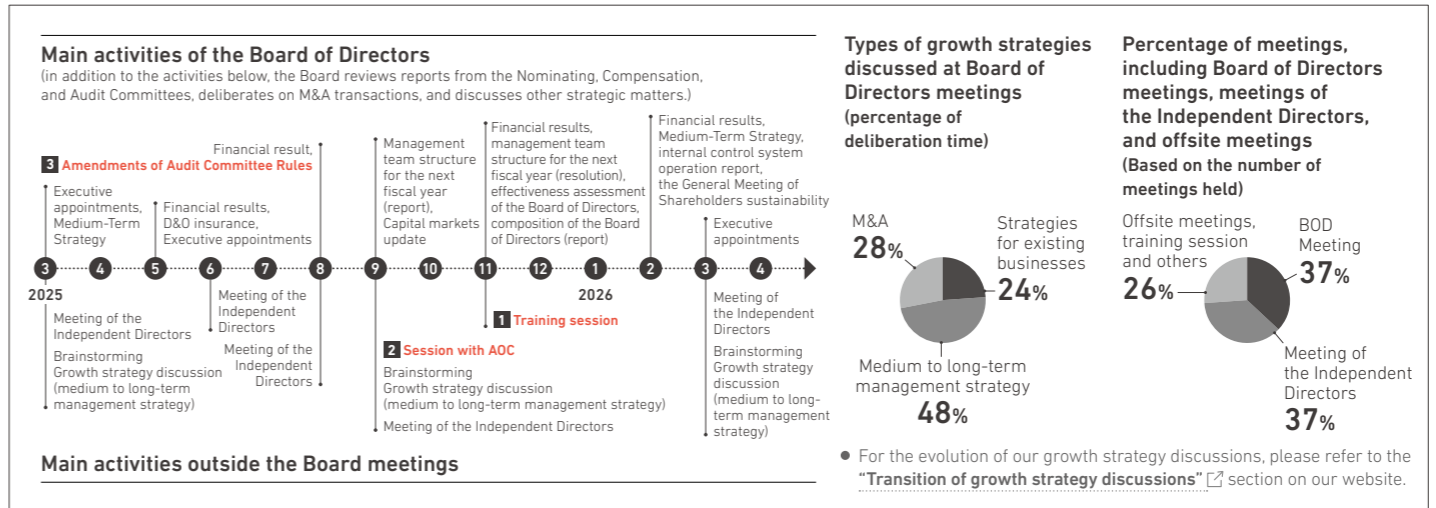 Main activities of the Board of Directors
(in addition to the activities below, the Board reviews reports from the Nominating, Compensation,
and Audit Committees, deliberates on M&A transactions, and discusses other strategic matters.)
Financial result,
3 Amendments of Audit Committee Rules
Executive
appointments,
Medium-Term
Strategy
Financial results,
D&O insurance,
Executive appointments
Management
team structure
for the next
fiscal year
(report),
Capital markets
update
Financial results,
management team
structure for the next
fiscal year (resolution),
effectiveness assessment
of the Board of Directors,
composition of the Board
of Directors (report)
Financial results,
Medium-Term Strategy,
internal control system
operation report,
the General Meeting of
Shareholders sustainability
Executive
appointments
3 4 5 6 7 8 9 10 11 12 1 2 3 4
2025 2026
Meeting of the
Independent Directors
Brainstorming
Growth strategy discussion
(medium to long-term
management strategy)
Meeting of the
Independent
Directors
Meeting of the
Independent
Directors
2 Session with AOC
Brainstorming
Growth strategy discussion
(medium to long-term management strategy)
Meeting of the Independent Directors
1 Training session
Meeting of
the Independent
Directors
Brainstorming
Growth strategy
discussion
(medium to long-
term management
strategy)
Main activities outside the Board meetings
Types of growth strategies
discussed at Board of
Directors meetings
(percentage of
deliberation time)
M&A
28%
Strategies
for existing
businesses
24%
Medium to long-term
management strategy
48%
Percentage of meetings,
including Board of Directors
meetings, meetings of
the Independent Directors,
and offsite meetings
(Based on the number of
meetings held)
Offsite meetings,
training session
and others
26%
BOD
Meeting
37%
Meeting of
the Independent
Directors
37%
● For the evolution of our growth strategy discussions, please refer to the
"Transition of growth strategy discussions" section on our website.